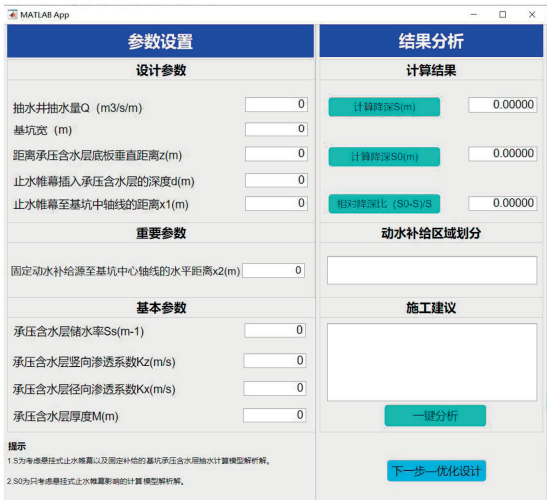 MATLAB App
参数设置
设计参数
抽水井抽水量Q（m3/s/m） 0
基坑宽（m） 0
距离承压含水层底板垂直距离z(m) 0
止水帷幕插入承压含水层的深度d(m) 0
止水帷幕至基坑中轴线的距离x1(m) 0
重要参数
固定动水补给源至基坑中心轴线的水平距离x2(m) 0
基本参数
承压含水层储水率Ss(m-1) 0
承压含水层竖向渗透系数Kz(m/s) 0
承压含水层径向渗透系数Kx(m/s) 0
承压含水层厚度M(m) 0
提示
1.S为考虑悬挂式止水帷幕以及固定补给的基坑承压含水层抽水计算模型解析解。
2.S0为只考虑悬挂式止水帷幕影响的计算模型解析解。
结果分析
计算结果
计算降深S(m) 0.00000
计算降深S0(m) 0.00000
相对降深比（S0-S)/S 0.00000
动水补给区域划分
施工建议
一键分析
下一步—优化设计